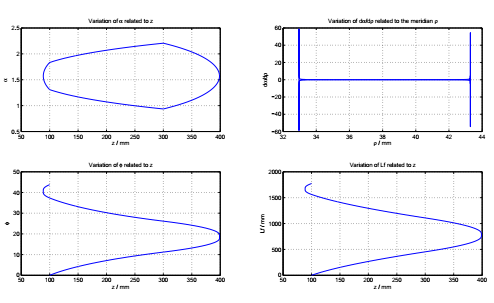 Variation of α related to z
2.5
2
1.5
1
0.5
α
50 100 150 200 250 300 350 400
z / mm
Variation of dα/dρ related to the meridian ρ
60
40
20
0
−20
−40
−60
dα/dρ
32 34 36 38 40 42 44
ρ / mm
Variation of ϕ related to z
50
40
30
20
10
0
ϕ
50 100 150 200 250 300 350 400
z / mm
Variation of Lf related to z
2000
1500
1000
500
0
Lf / mm
50 100 150 200 250 300 350 400
z / mm